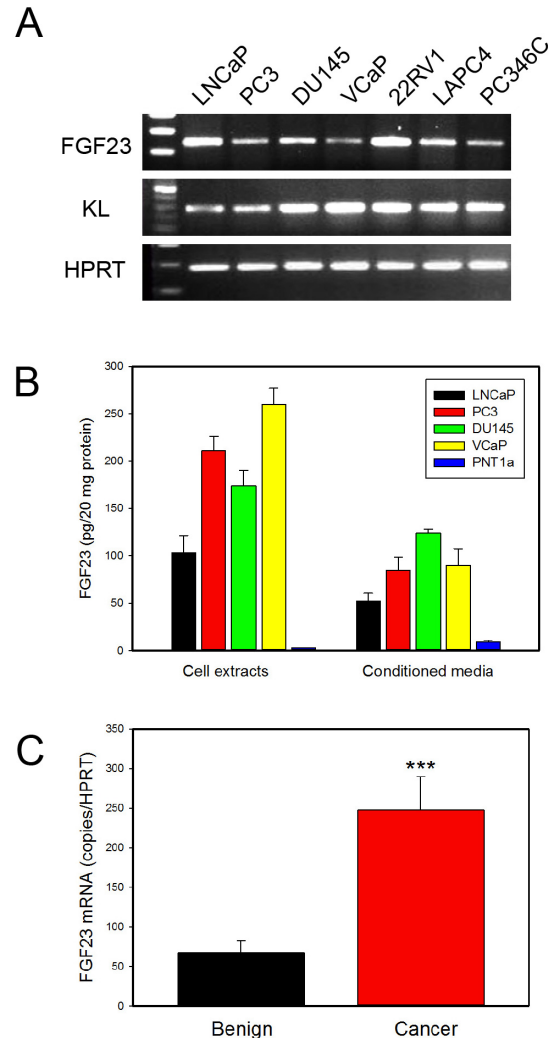 A
LNCaP PC3 DU145 VCaP 22RV1 LAPC4 PC346C
FGF23
KL
HPRT
B
300
250
200
150
100
50
0
FGF23 (pg/20 mg protein)
LNCaP
PC3
DU145
VCaP
PNT1a
Cell extracts Conditioned media
C
350
300
250
200
150
100
50
0
FGF23 mRNA (copies/HPRT)
***
Benign Cancer